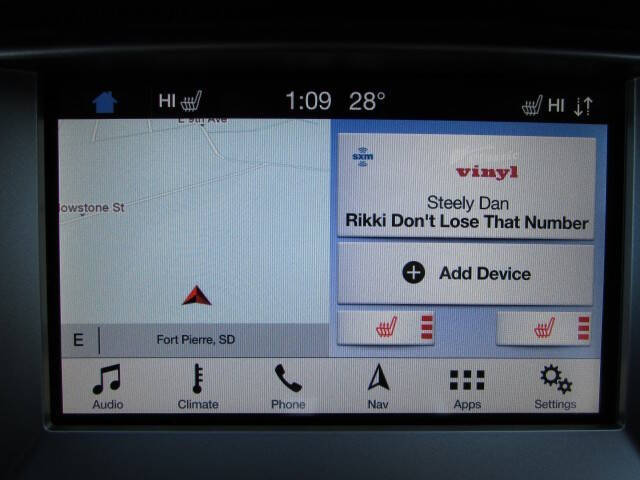 HI 1:09 28° HI
E 9th Ave
lowstone St
sxm
vinyl
Steely Dan
Rikki Don't Lose That Number
Add Device
E Fort Pierre, SD
Audio Climate Phone Nav Apps Settings